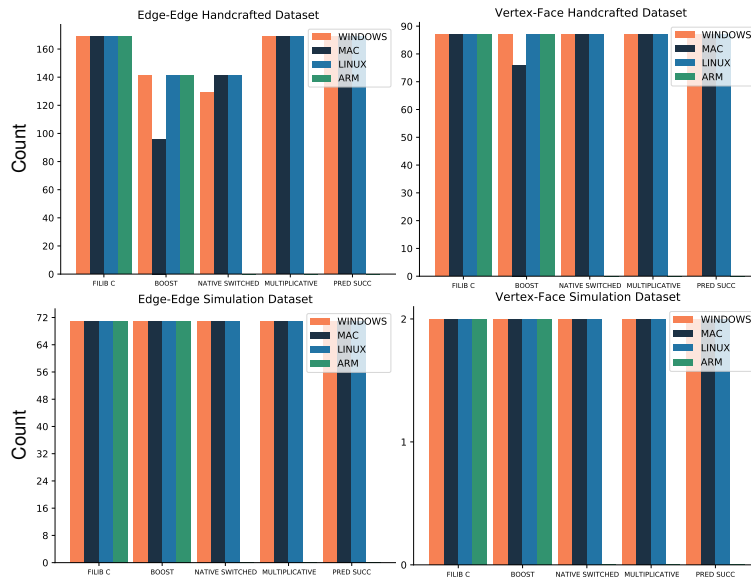 Edge-Edge Handcrafted Dataset
WINDOWS
MAC
LINUX
ARM
160
140
120
100
80
60
40
20
0
Count
FILIB C
BOOST
NATIVE SWITCHED
MULTIPLICATIVE
PRED SUCC
Vertex-Face Handcrafted Dataset
WINDOWS
MAC
LINUX
ARM
90
80
70
60
50
40
30
20
10
0
FILIB C
BOOST
NATIVE SWITCHED
MULTIPLICATIVE
PRED SUCC
Edge-Edge Simulation Dataset
WINDOWS
MAC
LINUX
ARM
72
64
56
48
40
32
24
16
8
0
Count
FILIB C
BOOST
NATIVE SWITCHED
MULTIPLICATIVE
PRED SUCC
Vertex-Face Simulation Dataset
WINDOWS
MAC
LINUX
ARM
2
1
0
FILIB C
BOOST
NATIVE SWITCHED
MULTIPLICATIVE
PRED SUCC